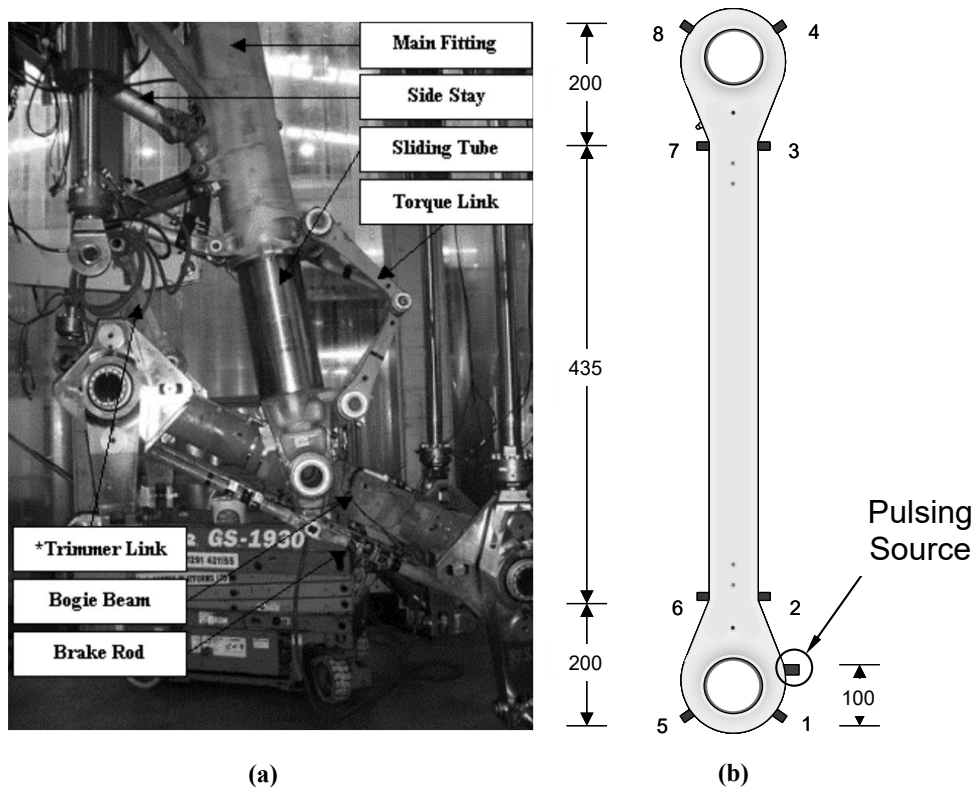 Main Fitting
Side Stay
Sliding Tube
Torque Link
*Trimmer Link
Bogie Beam
Brake Rod
GS-1930
(a)
8
4
200
7
3
435
6
2
Pulsing
Source
200
100
5
1
(b)